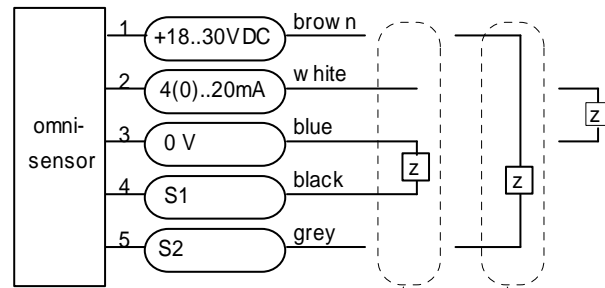 1 +18..30VDC brown
2 4(0)..20mA white
omni-
sensor
3 0 V blue
4 S1 black
5 S2 grey
z
z
z